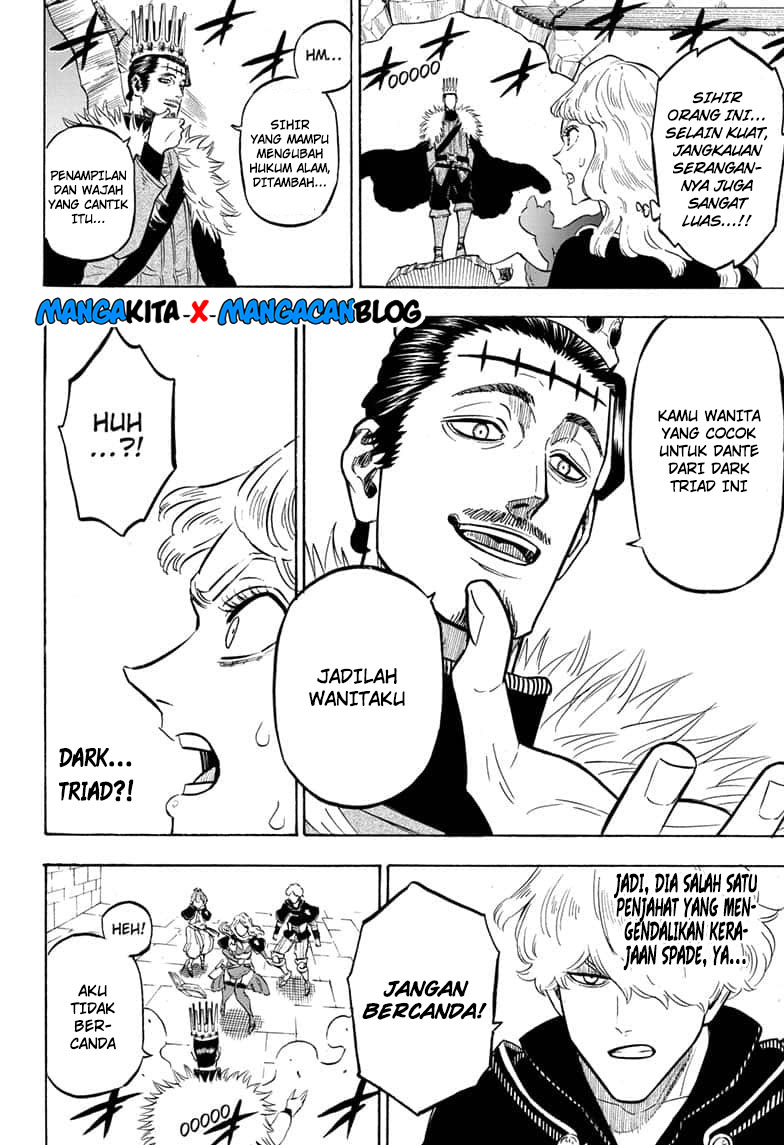 SIHIR
ORANG INI...
SELAIN KUAT,
JANGKAUAN
SERANGAN-
NYA JUGA
SANGAT
LUAS...!!
OOOOO
HM...
SIHIR
YANG MAMPU
MENGUBAH
HUKUM ALAM,
DITAMBAH...
PENAMPILAN
DAN WAJAH
YANG CANTIK
ITU...
MANGAKITA-X-MANGACANBLOG
KAMU WANITA
YANG COCOK
UNTUK DANTE
DARI DARK
TRIAD INI
JADILAH
WANITAKU
HUH
...?!
DARK...
TRIAD?!
JADI, DIA SALAH SATU
PENJAHAT YANG MEN-
GENDALIKAN KERA-
JAAN SPADE, YA...
JANGAN
BERCANDA!
HEH!
AKU
TIDAK
BER-
CANDA
OOOOO